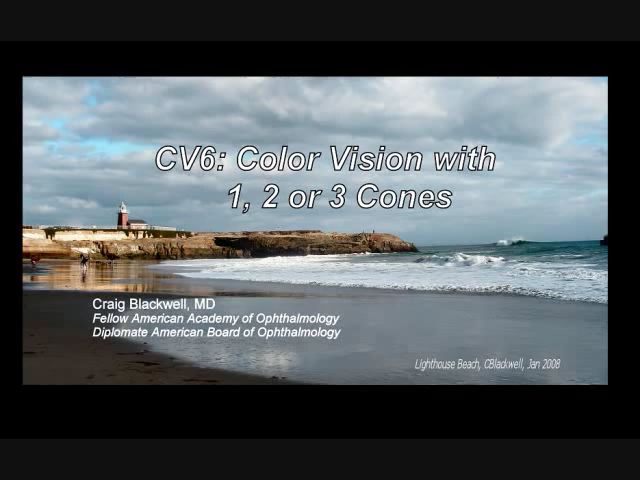 CV6: Color Vision with
1, 2 or 3 Cones
Craig Blackwell, MD
Fellow American Academy of Ophthalmology
Diplomate American Board of Ophthalmology
Lighthouse Beach, CBlackwell, Jan 2008